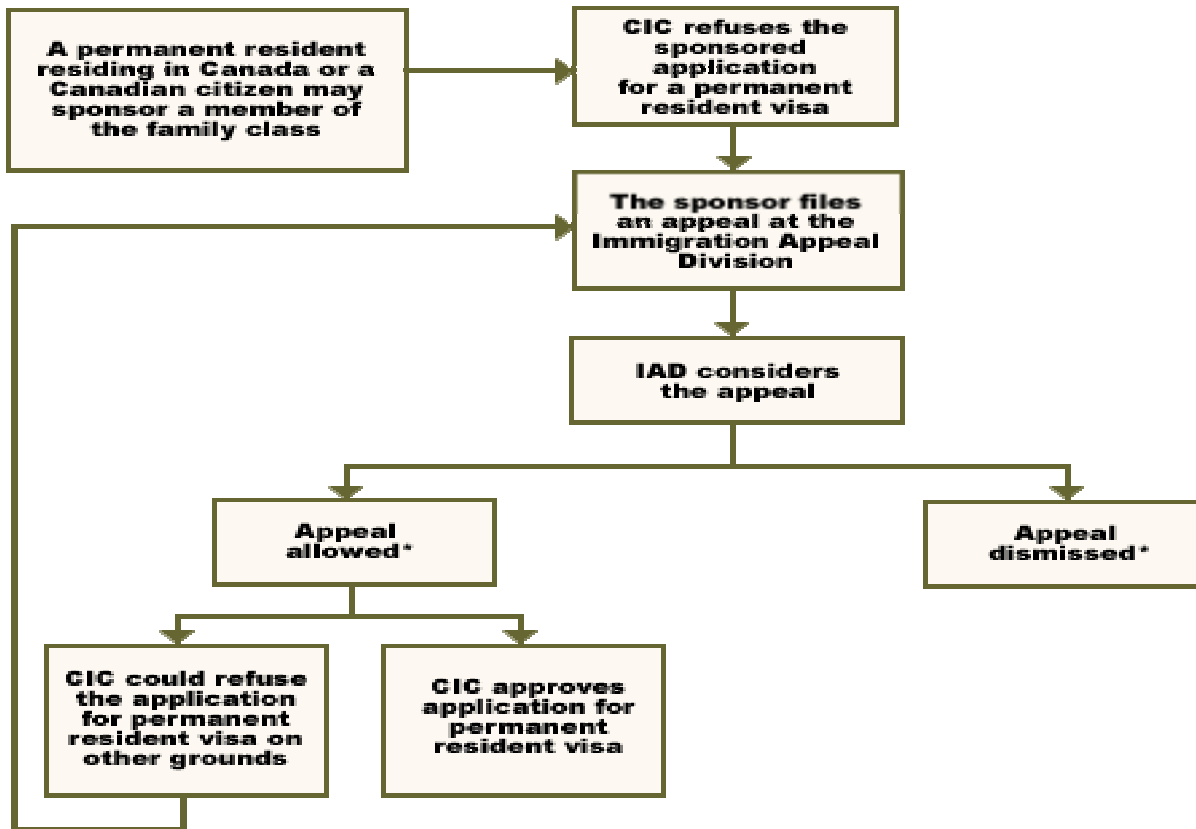 A permanent resident
residing in Canada or a
Canadian citizen may
sponsor a member of
the family class
CIC refuses the
sponsored
application
for a permanent
resident visa
The sponsor files
an appeal at the
Immigration Appeal
Division
IAD considers
the appeal
Appeal
allowed*
Appeal
dismissed*
CIC could refuse
the application
for permanent
resident visa on
other grounds
CIC approves
application for
permanent
resident visa